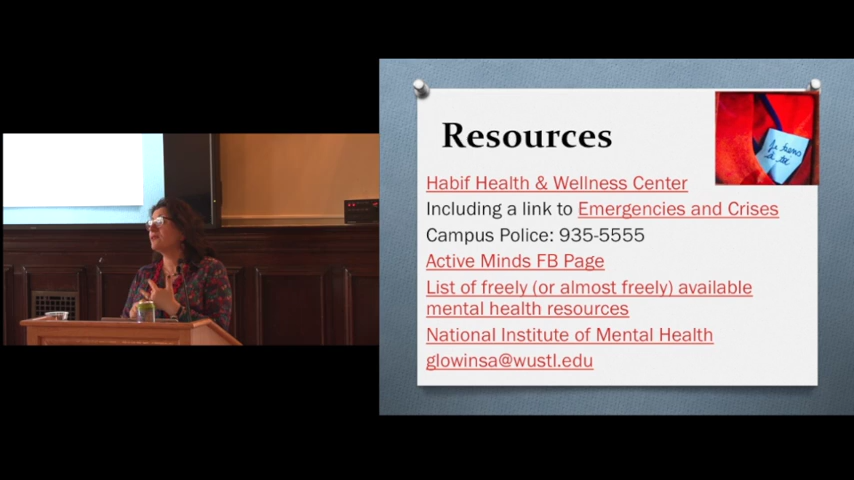 Resources
Habif Health & Wellness Center
Including a link to Emergencies and Crises
Campus Police: 935-5555
Active Minds FB Page
List of freely (or almost freely) available
mental health resources
National Institute of Mental Health
glowinsa@wustl.edu